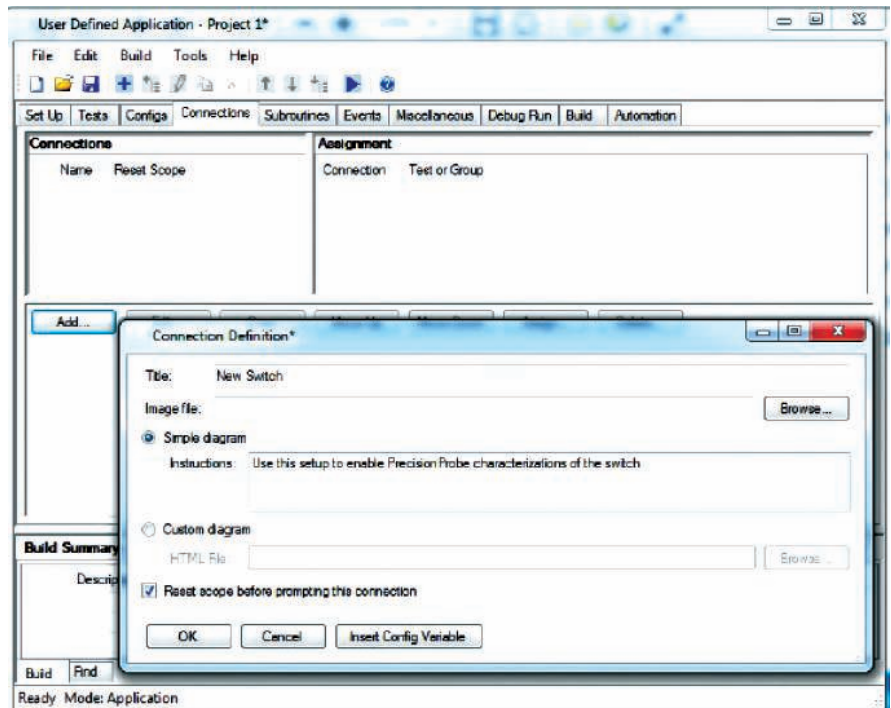 User Defined Application - Project 1*
File Edit Build Tools Help
Set Up Tests Configs Connections Subroutines Events Miscellaneous Debug Run Build Automation
Connections
Assignment
Name Reset Scope
Connection Test or Group
Add...
Connection Definition*
Title: New Switch
Image file:
Browse...
Simple diagram
Instructions: Use this setup to enable Precision Probe characterizations of the switch
Custom diagram
HTML File
Browse...
Reset scope before prompting this connection
OK Cancel Insert Config Variable
Build Summary
Descrip
Build Find
Ready Mode: Application